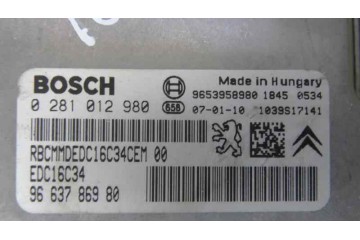 BOSCH
Made in Hungary
9653958980 1845 0534
0 281 012 980
658
07-01-10 1039S17141
RBCMMDEDC16C34CEM 00
EDC16C34
96 637 869 80